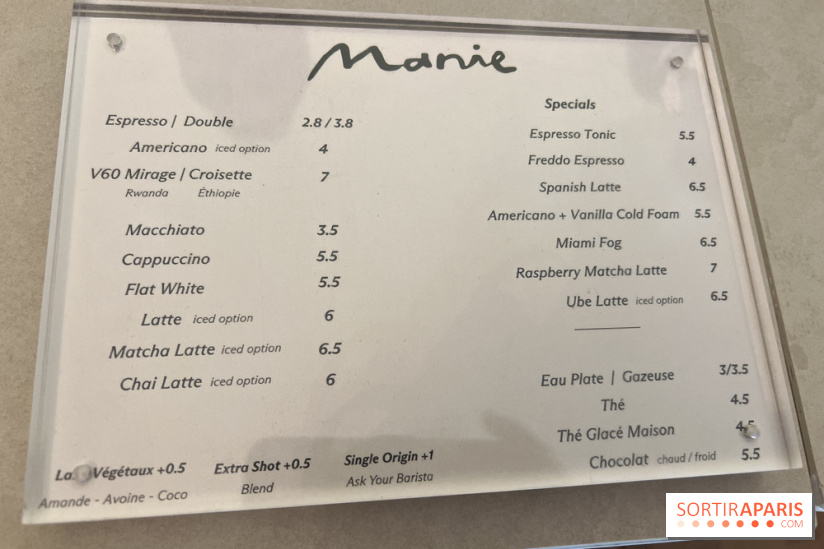 Manie
Espresso / Double 2.8 / 3.8
Americano iced option 4
V60 Mirage / Croisette 7
Rwanda Éthiopie
Macchiato 3.5
Cappuccino 5.5
Flat White 5.5
Latte iced option 6
Matcha Latte iced option 6.5
Chai Latte iced option 6
Specials
Espresso Tonic 5.5
Freddo Espresso 4
Spanish Latte 6.5
Americano + Vanilla Cold Foam 5.5
Miami Fog 6.5
Raspberry Matcha Latte 7
Ube Latte iced option 6.5
Eau Plate | Gazeuse 3/3.5
Thé 4.5
Thé Glacé Maison 4.5
Chocolat chaud / froid 5.5
Végétaux +0.5
Amande - Avoine - Coco
Extra Shot +0.5
Blend
Single Origin +1
Ask Your Barista
SORTIRAPARIS
.COM